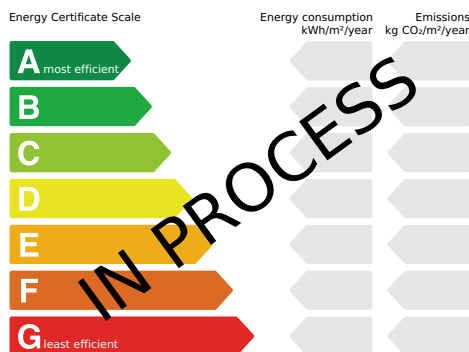 Energy Certificate Scale
Energy consumption
kWh/m²/year
Emissions
kg CO₂/m²/year
A most efficient
B
C
D
E
F
G least efficient
IN PROCESS